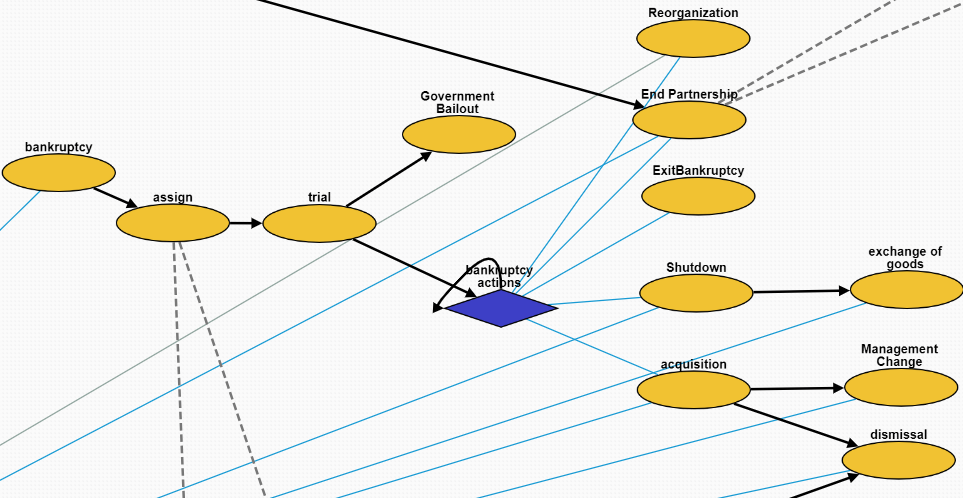 Reorganization
End Partnership
Government
Bailout
bankruptcy
ExitBankruptcy
assign
trial
exchange of
goods
bankruptcy
actions
Shutdown
Management
Change
acquisition
dismissal